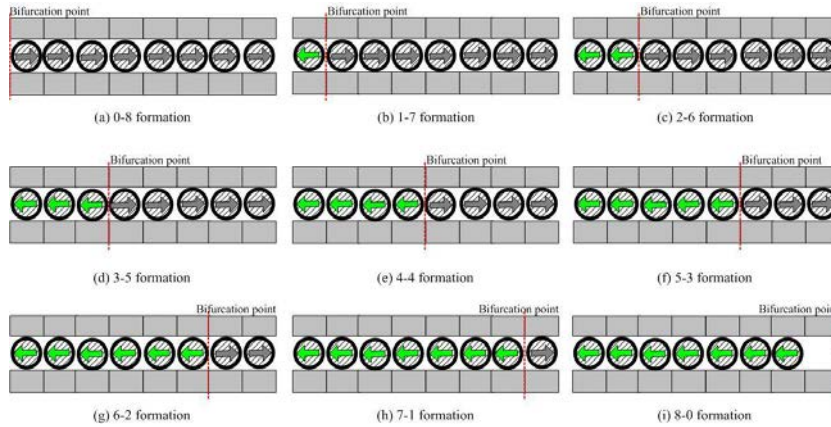 Bifurcation point
Bifurcation point
Bifurcation point
(a) 0-8 formation
(b) 1-7 formation
(c) 2-6 formation
Bifurcation point
Bifurcation point
Bifurcation point
(d) 3-5 formation
(e) 4-4 formation
(f) 5-3 formation
Bifurcation point
Bifurcation point
Bifurcation point
(g) 6-2 formation
(h) 7-1 formation
(i) 8-0 formation